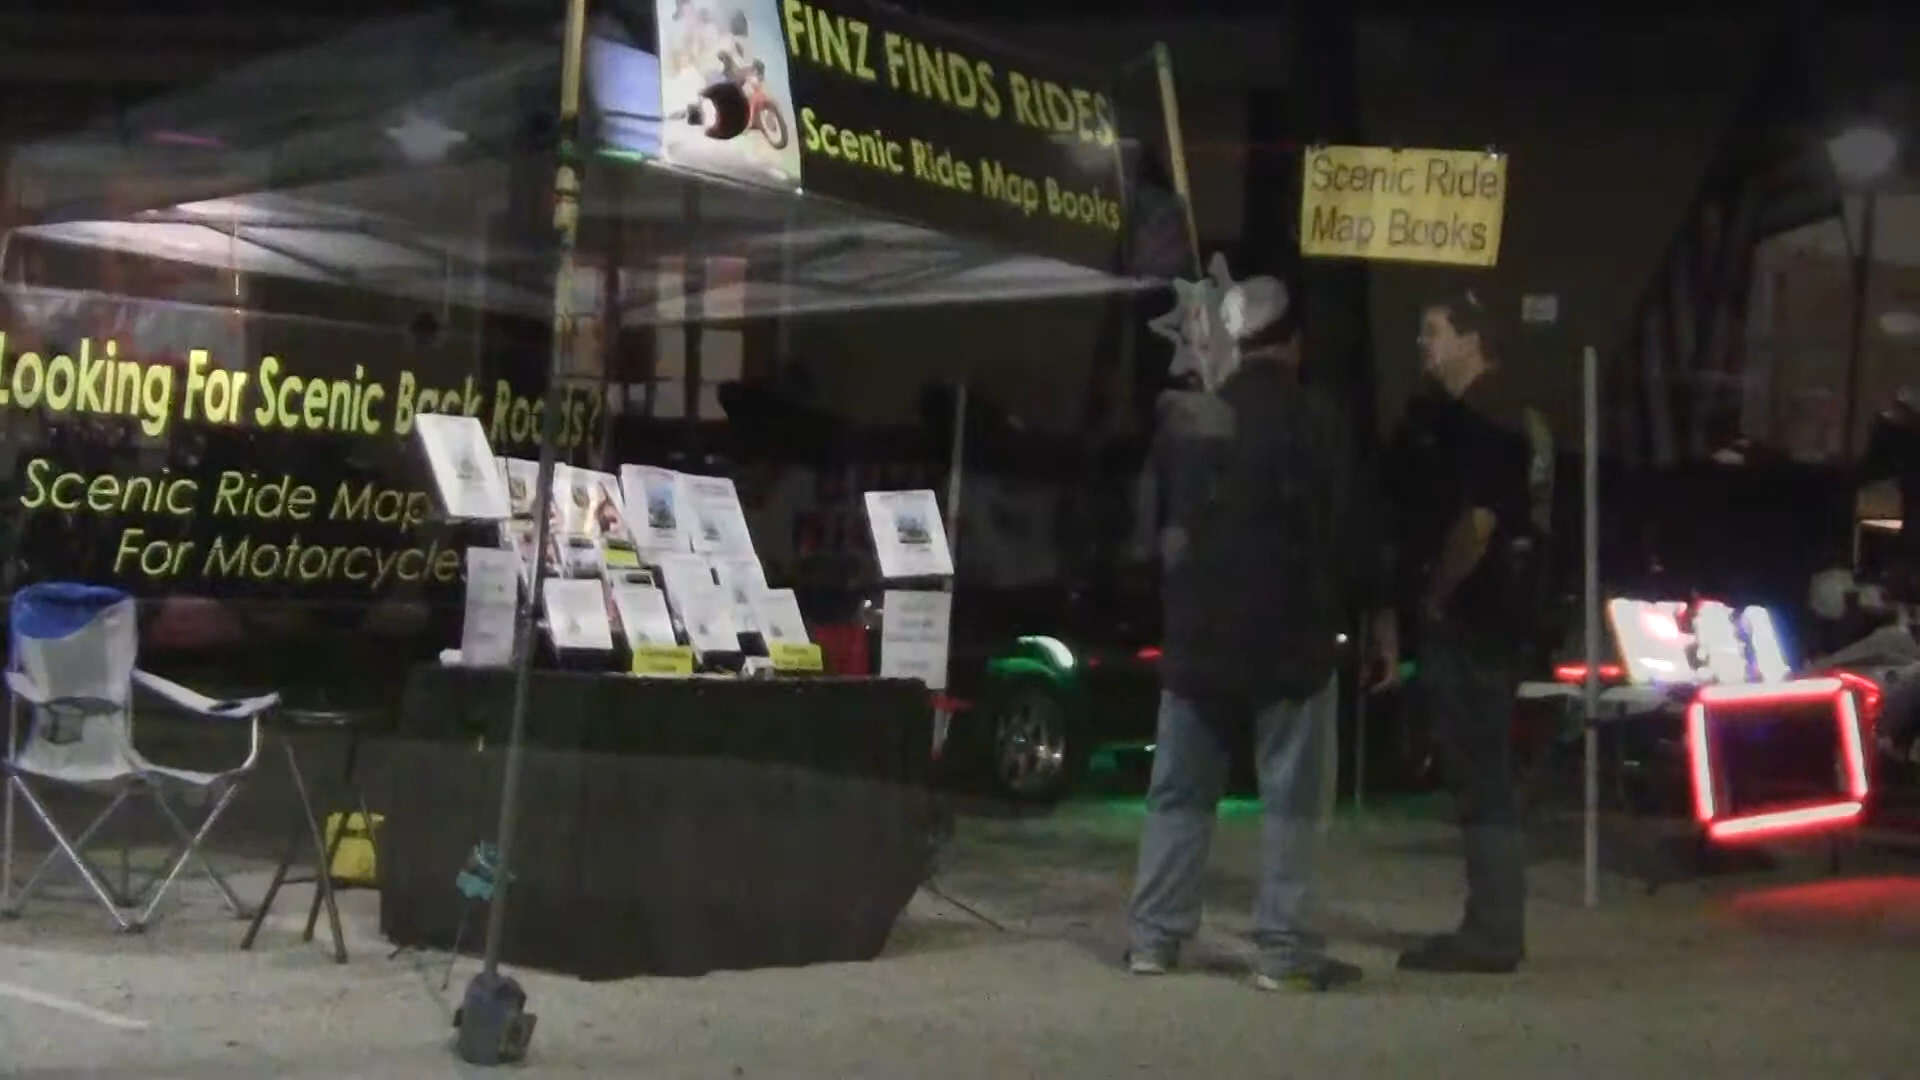 FINZ FINDS RIDES
Scenic Ride Map Books
Scenic Ride
Map Books
Looking For Scenic Back Roads?
Scenic Ride Map
For Motorcycles